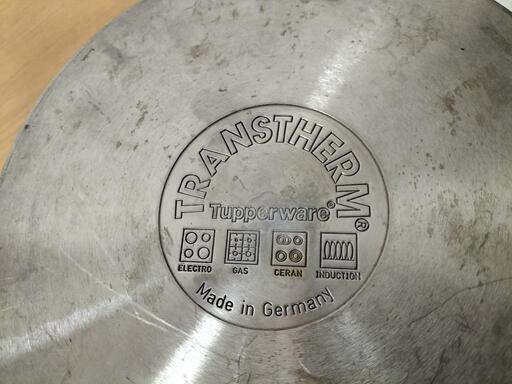 TRANSTHERM®
Tupperware®
ELECTRO GAS CERAN INDUCTION
Made in Germany